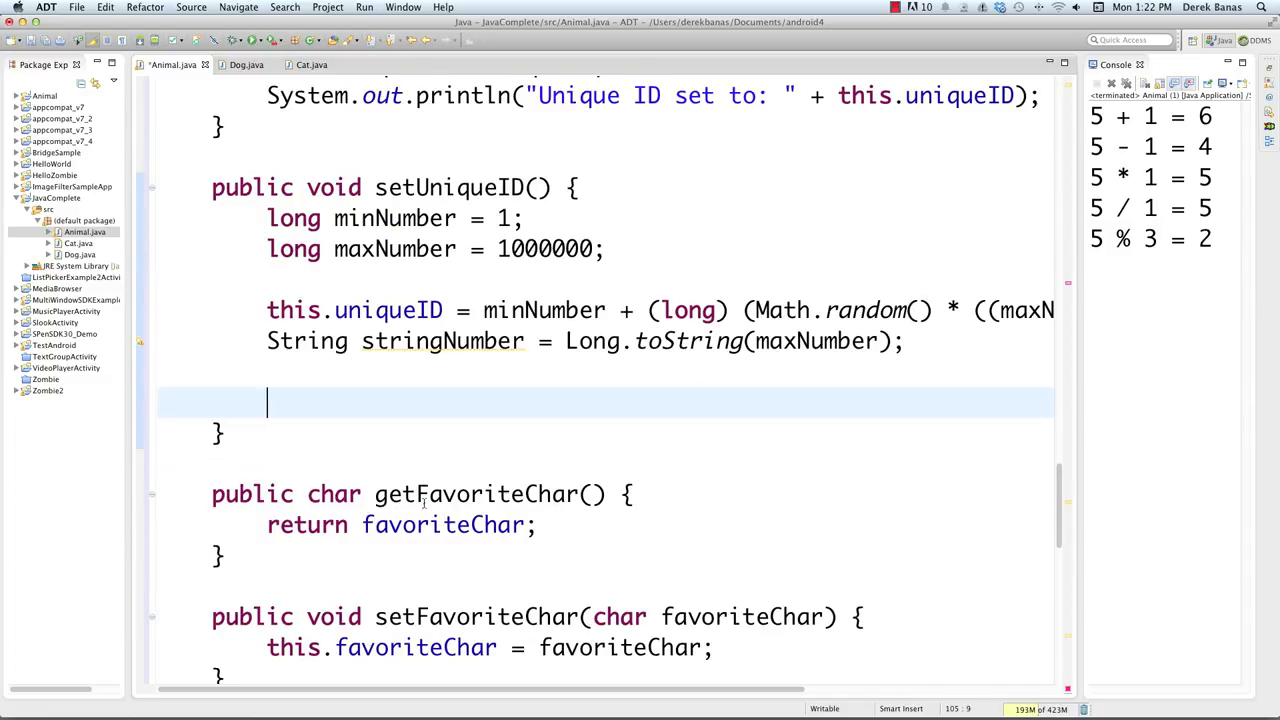 ADT File Edit Refactor Source Navigate Search Project Run Window Help 10 Mon 1:22 PM Derek Banas
Java – JavaComplete/src/Animal.java – ADT – /Users/derekbanas/Documents/android4
Quick Access Java DDMS
Package Exp
*Animal.java Dog.java Cat.java
Console
<terminated> Animal (1) [Java Application] /S
Animal
appcompat_v7
appcompat_v7_2
appcompat_v7_3
appcompat_v7_4
BridgeSample
HelloWorld
HelloZombie
ImageFilterSampleApp
JavaComplete
src
(default package)
Animal.java
Cat.java
Dog.java
JRE System Library [Ja
ListPickerExample2Activi
MediaBrowser
MultiWindowSDKExample
MusicPlayerActivity
SlookActivity
SPenSDK30_Demo
TestAndroid
TextGroupActivity
VideoPlayerActivity
Zombie
Zombie2
System.out.println("Unique ID set to: " + this.uniqueID);
}
public void setUniqueID() {
long minNumber = 1;
long maxNumber = 1000000;
this.uniqueID = minNumber + (long) (Math.random() * ((maxN
String stringNumber = Long.toString(maxNumber);
}
public char getFavoriteChar() {
return favoriteChar;
}
public void setFavoriteChar(char favoriteChar) {
this.favoriteChar = favoriteChar;
}
5 + 1 = 6
5 - 1 = 4
5 * 1 = 5
5 / 1 = 5
5 % 3 = 2
Writable Smart Insert 105 : 9 193M of 423M